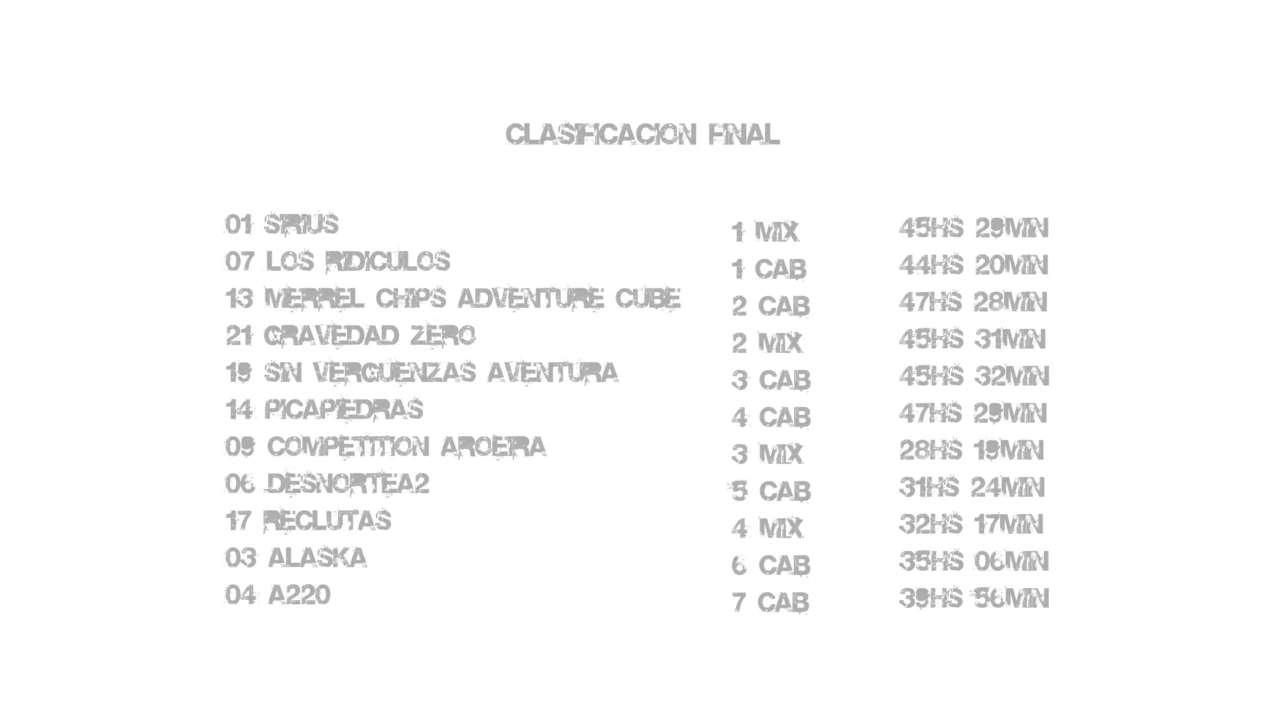 CLASIFICACION FINAL
01 SIRIUS 1 MIX 45HS 29MIN
07 LOS RIDICULOS 1 CAB 44HS 20MIN
13 MERREL CHIPS ADVENTURE CUBE 2 CAB 47HS 28MIN
21 GRAVEDAD ZERO 2 MIX 45HS 31MIN
19 SIN VERGUENZAS AVENTURA 3 CAB 45HS 32MIN
14 PICAPIEDRAS 4 CAB 47HS 29MIN
09 COMPETITION AROEIRA 3 MIX 28HS 19MIN
06 DESNORTEA2 5 CAB 31HS 24MIN
17 RECLUTAS 4 MIX 32HS 17MIN
03 ALASKA 6 CAB 35HS 06MIN
04 A220 7 CAB 39HS 56MIN